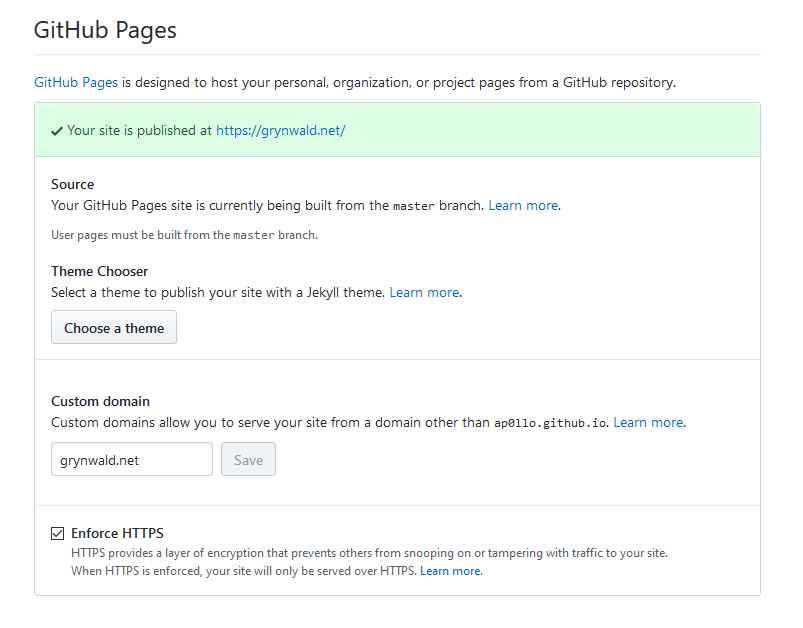 GitHub Pages
GitHub Pages is designed to host your personal, organization, or project pages from a GitHub repository.
✓ Your site is published at https://grynwald.net/
Source
Your GitHub Pages site is currently being built from the master branch. Learn more.
User pages must be built from the master branch.
Theme Chooser
Select a theme to publish your site with a Jekyll theme. Learn more.
Choose a theme
Custom domain
Custom domains allow you to serve your site from a domain other than ap0llo.github.io. Learn more.
grynwald.net Save
Enforce HTTPS
HTTPS provides a layer of encryption that prevents others from snooping on or tampering with traffic to your site.
When HTTPS is enforced, your site will only be served over HTTPS. Learn more.